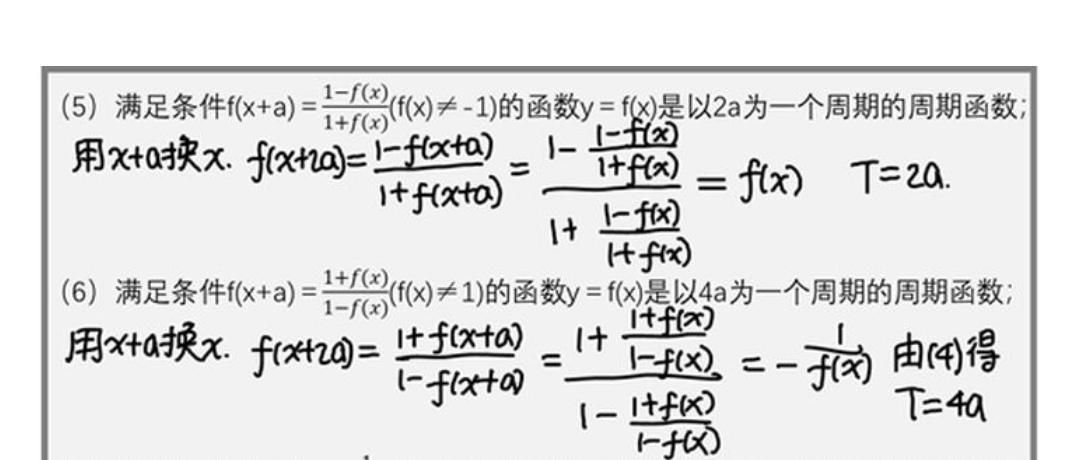 (5) 满足条件f(x+a) = \frac{1-f(x)}{1+f(x)}(f(x)≠-1)的函数y = f(x)是以2a为一个周期的周期函数;
用x+a换x. f(x+2a)=\frac{1-f(x+a)}{1+f(x+a)} = \frac{1-\frac{1-f(x)}{1+f(x)}}{1+\frac{1-f(x)}{1+f(x)}} = f(x) T=2a.
(6) 满足条件f(x+a) = \frac{1+f(x)}{1-f(x)}(f(x)≠1)的函数y = f(x)是以4a为一个周期的周期函数;
用x+a换x. f(x+2a)= \frac{1+f(x+a)}{1-f(x+a)} = \frac{1+\frac{1+f(x)}{1-f(x)}}{1-\frac{1+f(x)}{1-f(x)}} = -\frac{1}{f(x)} 由(4)得
T=4a